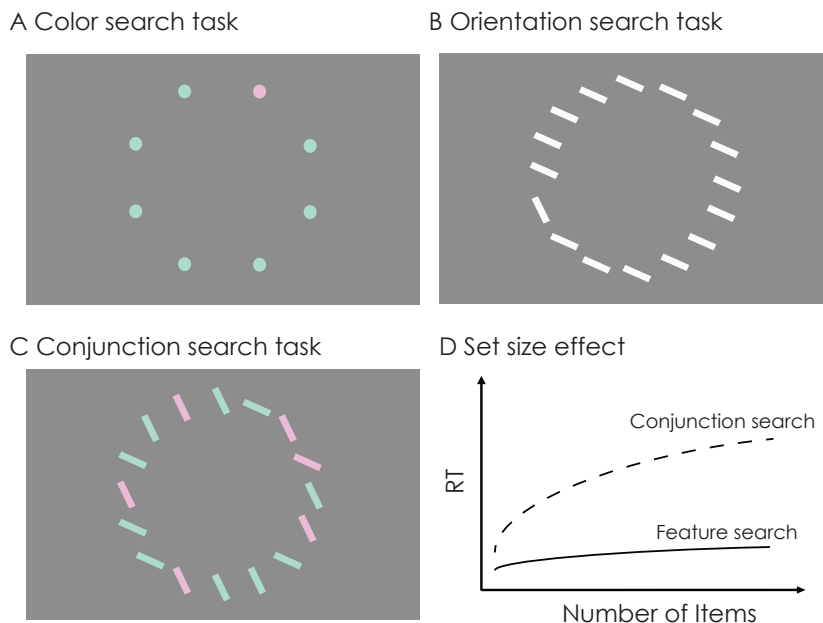 A Color search task
B Orientation search task
C Conjunction search task
D Set size effect
Conjunction search
RT
Feature search
Number of Items